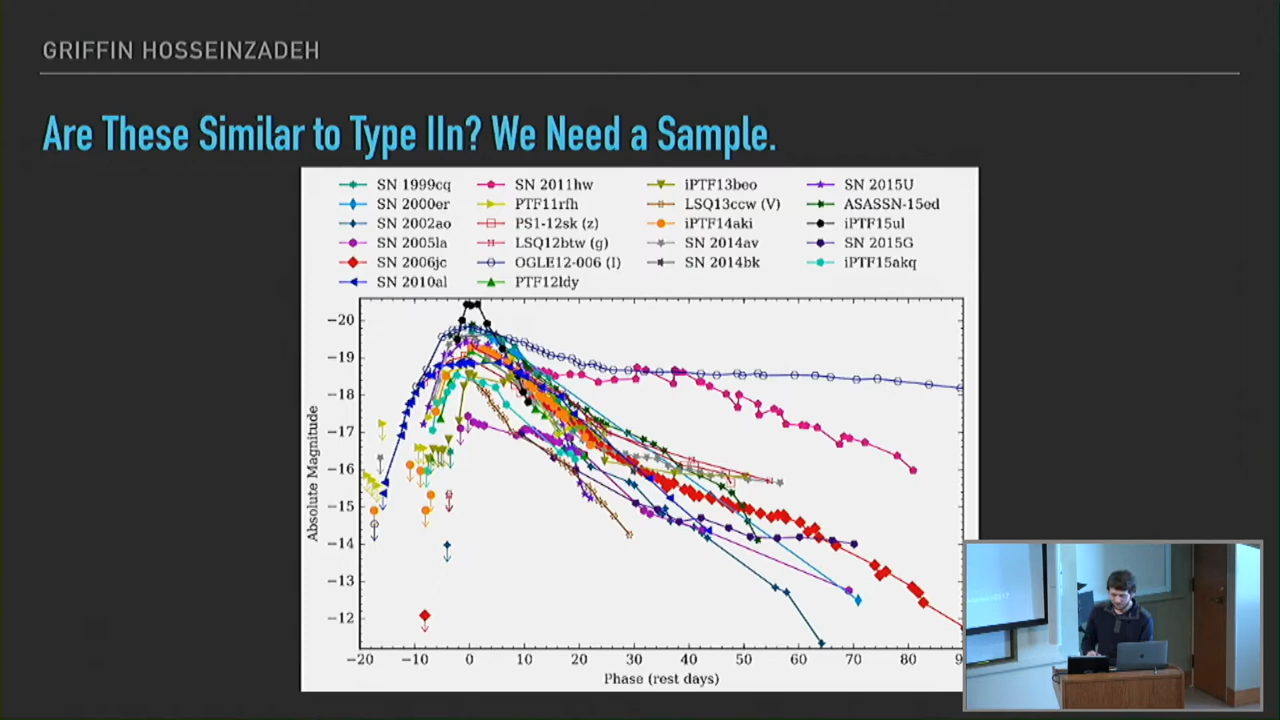 GRIFFIN HOSSEINZADEH
Are These Similar to Type IIn? We Need a Sample.
SN 1999cq SN 2011hw iPTF13beo SN 2015U
SN 2000er PTF11rfh LSQ13ccw (V) ASASSN-15ed
SN 2002ao PS1-12sk (z) iPTF14aki iPTF15ul
SN 2005la LSQ12btw (g) SN 2014av SN 2015G
SN 2006jc OGLE12-006 (I) SN 2014bk iPTF15akq
SN 2010al PTF12ldy
−20
−19
−18
−17
−16
−15
−14
−13
−12
Absolute Magnitude
−20 −10 0 10 20 30 40 50 60 70 80 9
Phase (rest days)